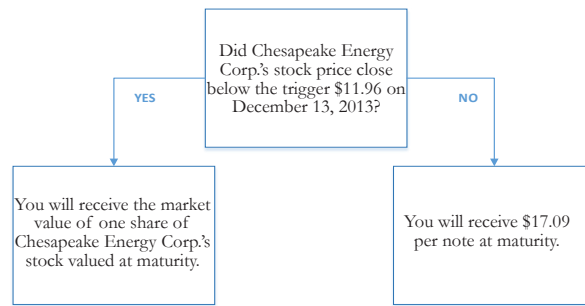 Did Chesapeake Energy
Corp.'s stock price close
below the trigger $11.96 on
December 13, 2013?
YES
NO
You will receive the market
value of one share of
Chesapeake Energy Corp.'s
stock valued at maturity.
You will receive $17.09
per note at maturity.